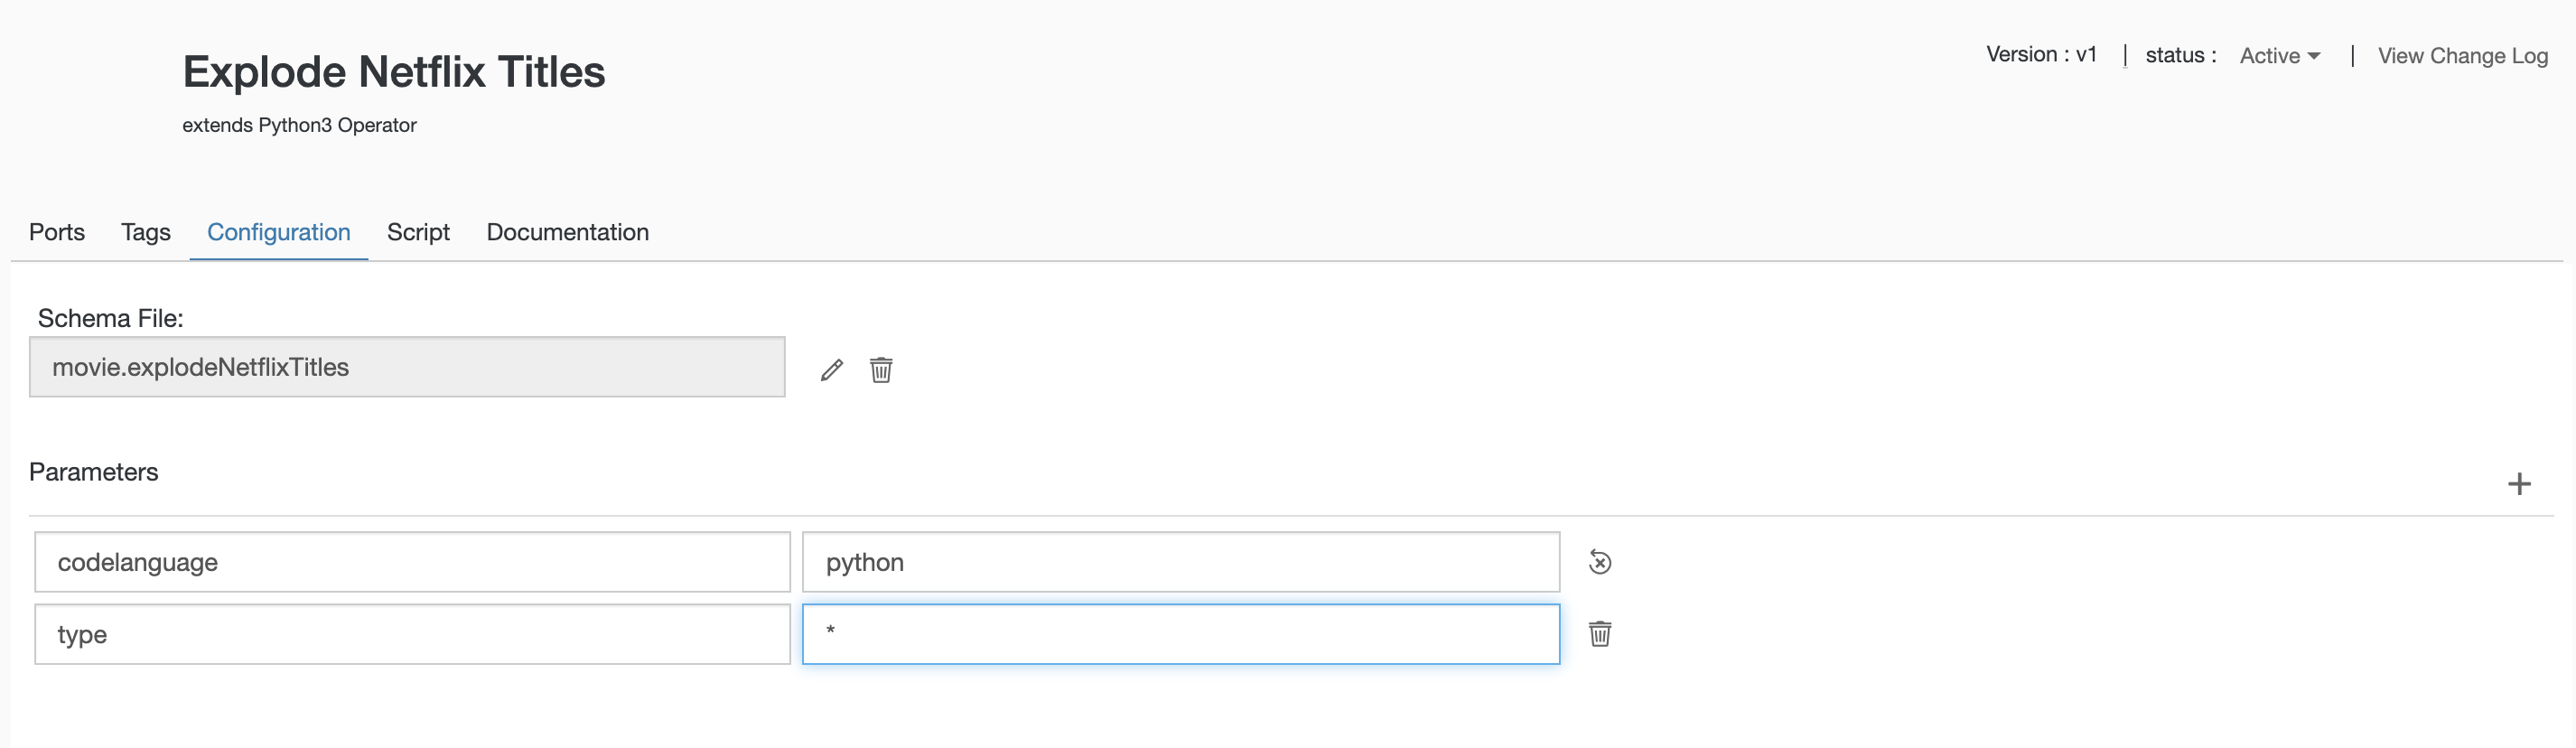 Explode Netflix Titles
Version : v1 | status : Active | View Change Log
extends Python3 Operator
Ports Tags Configuration Script Documentation
Schema File:
movie.explodeNetflixTitles
Parameters
codelanguage python
type *